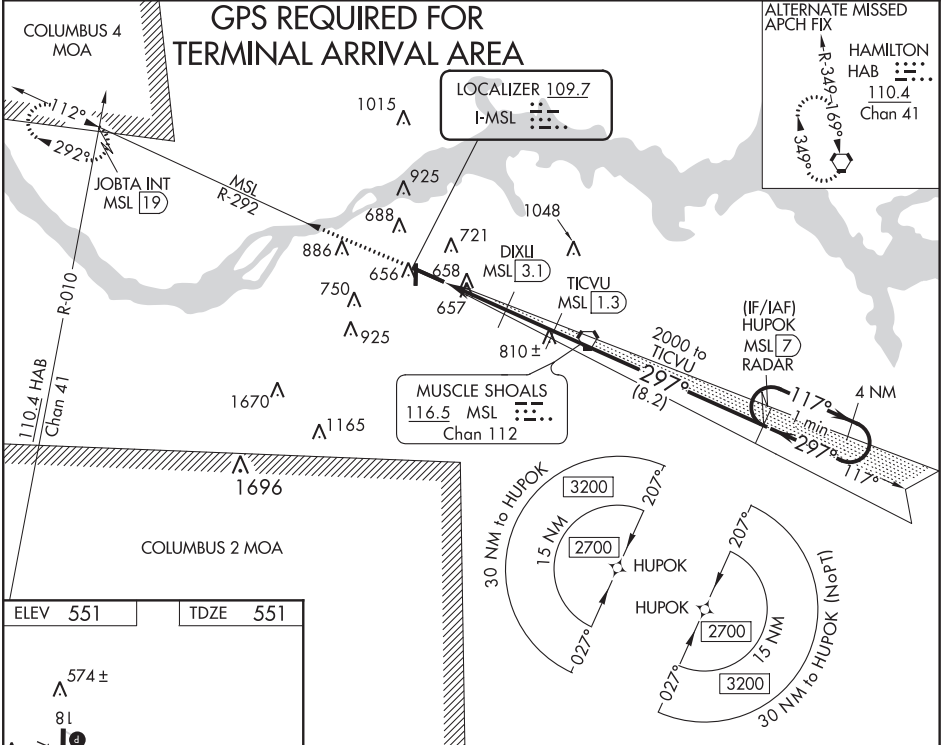 GPS REQUIRED FOR
TERMINAL ARRIVAL AREA
COLUMBUS 4
MOA
ALTERNATE MISSED
APCH FIX
HAMILTON
HAB
110.4
Chan 41
R-349
169°
349°
LOCALIZER 109.7
I-MSL
112°
292°
JOBTA INT
MSL 19
MSL
R-292
1015
925
688
886
721
1048
656
658
657
750
925
DIXLI
MSL 3.1
TICVU
MSL 1.3
810 ±
(IF/IAF)
HUPOK
MSL 7
RADAR
2000 to
TICVU
297°
(8.2)
117°
4 NM
1 min
297°
117°
R-010
110.4 HAB
Chan 41
MUSCLE SHOALS
116.5 MSL
Chan 112
1670
1165
1696
COLUMBUS 2 MOA
30 NM to HUPOK
3200
207°
15 NM
2700
HUPOK
027°
207°
HUPOK
2700
15 NM
3200
027°
30 NM to HUPOK (NoPT)
ELEV 551
TDZE 551
574 ±
18
P